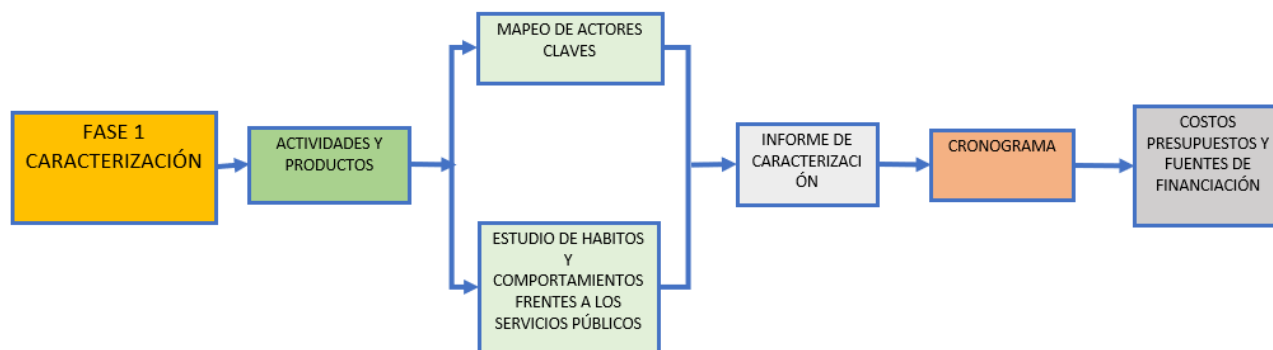 FASE 1
CARACTERIZACIÓN
ACTIVIDADES Y
PRODUCTOS
MAPEO DE ACTORES
CLAVES
ESTUDIO DE HABITOS
Y
COMPORTAMIENTOS
FRENTES A LOS
SERVICIOS PÚBLICOS
INFORME DE
CARACTERIZACI
ÓN
CRONOGRAMA
COSTOS
PRESUPUESTOS Y
FUENTES DE
FINANCIACIÓN